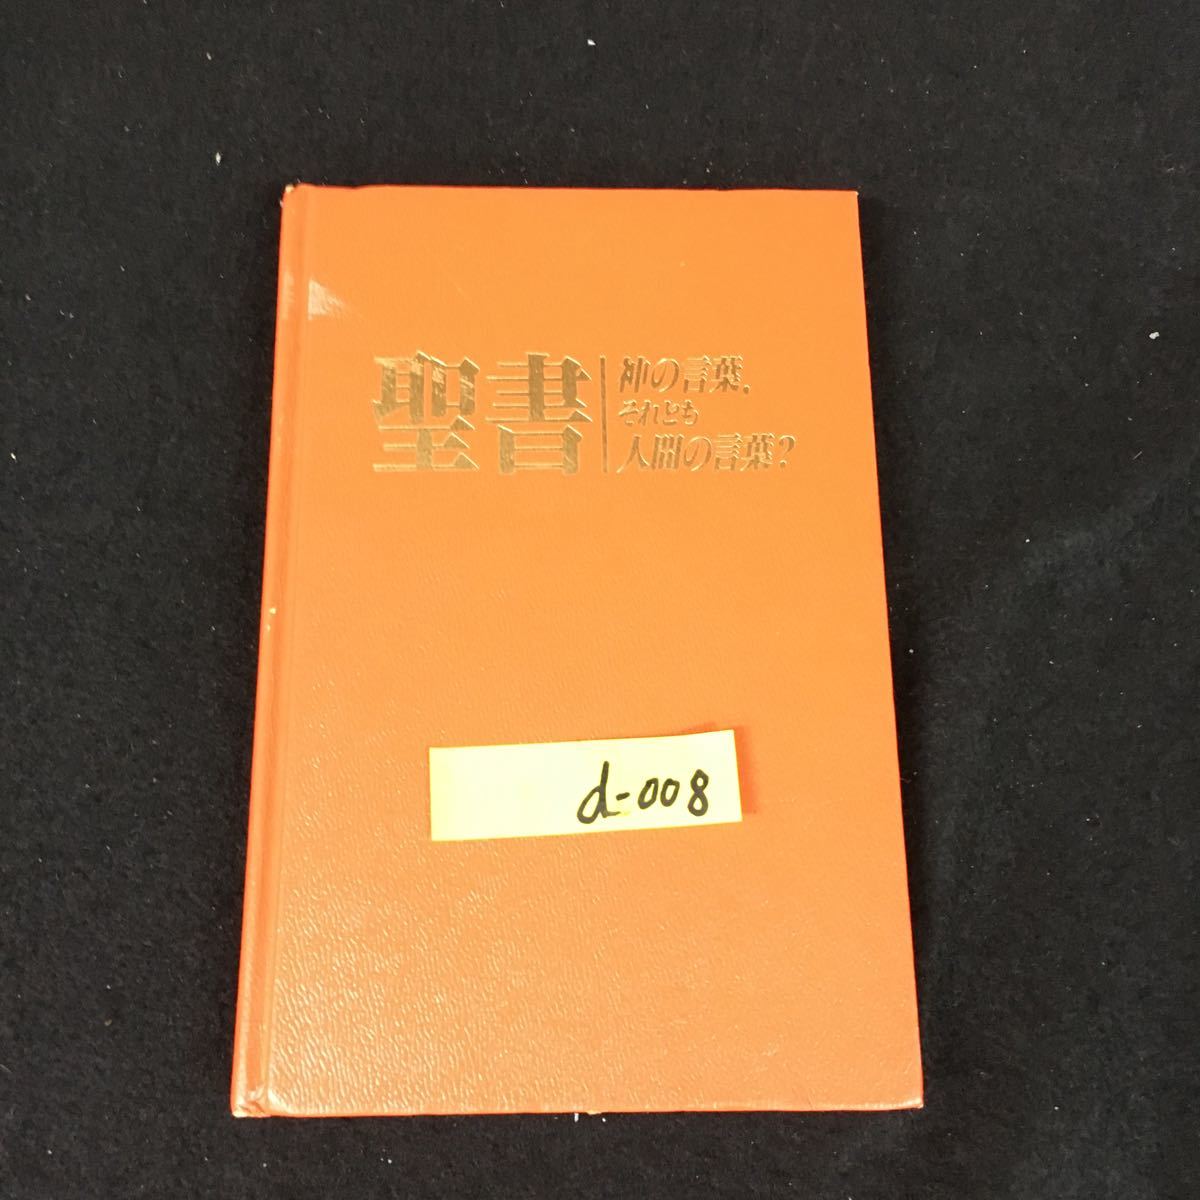 聖書
神の言葉,
それとも
人間の言葉?
d-008